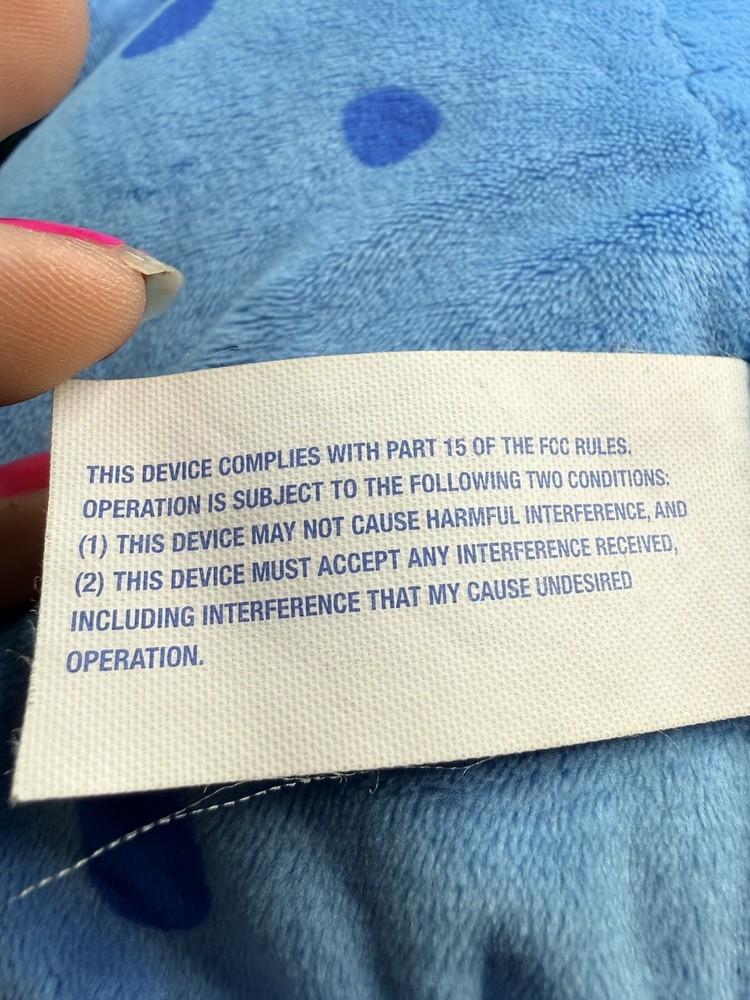 THIS DEVICE COMPLIES WITH PART 15 OF THE FCC RULES.
OPERATION IS SUBJECT TO THE FOLLOWING TWO CONDITIONS:
(1) THIS DEVICE MAY NOT CAUSE HARMFUL INTERFERENCE, AND
(2) THIS DEVICE MUST ACCEPT ANY INTERFERENCE RECEIVED,
INCLUDING INTERFERENCE THAT MY CAUSE UNDESIRED
OPERATION.